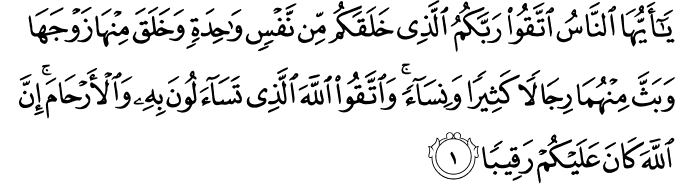 يَـٰٓأَيُّهَا ٱلنَّاسُ ٱتَّقُوا۟ رَبَّكُمُ ٱلَّذِى خَلَقَكُم مِّن نَّفْسٍ وَٰحِدَةٍ وَخَلَقَ مِنْهَا زَوْجَهَا
وَبَثَّ مِنْهُمَا رِجَالًا كَثِيرًا وَنِسَآءً ۚ وَٱتَّقُوا۟ ٱللَّهَ ٱلَّذِى تَسَآءَلُونَ بِهِۦ وَٱلْأَرْحَامَ ۚ إِنَّ
ٱللَّهَ كَانَ عَلَيْكُمْ رَقِيبًا ١